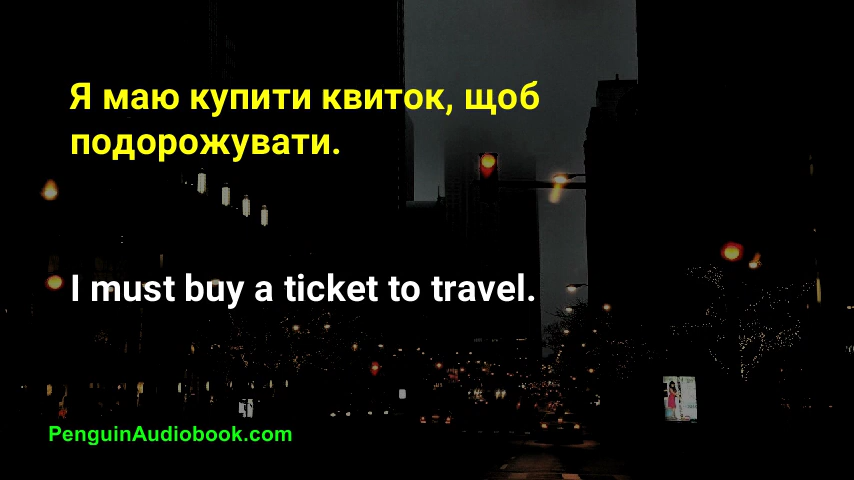 Я маю купити квиток, щоб
подорожувати.
I must buy a ticket to travel.
PenguinAudiobook.com